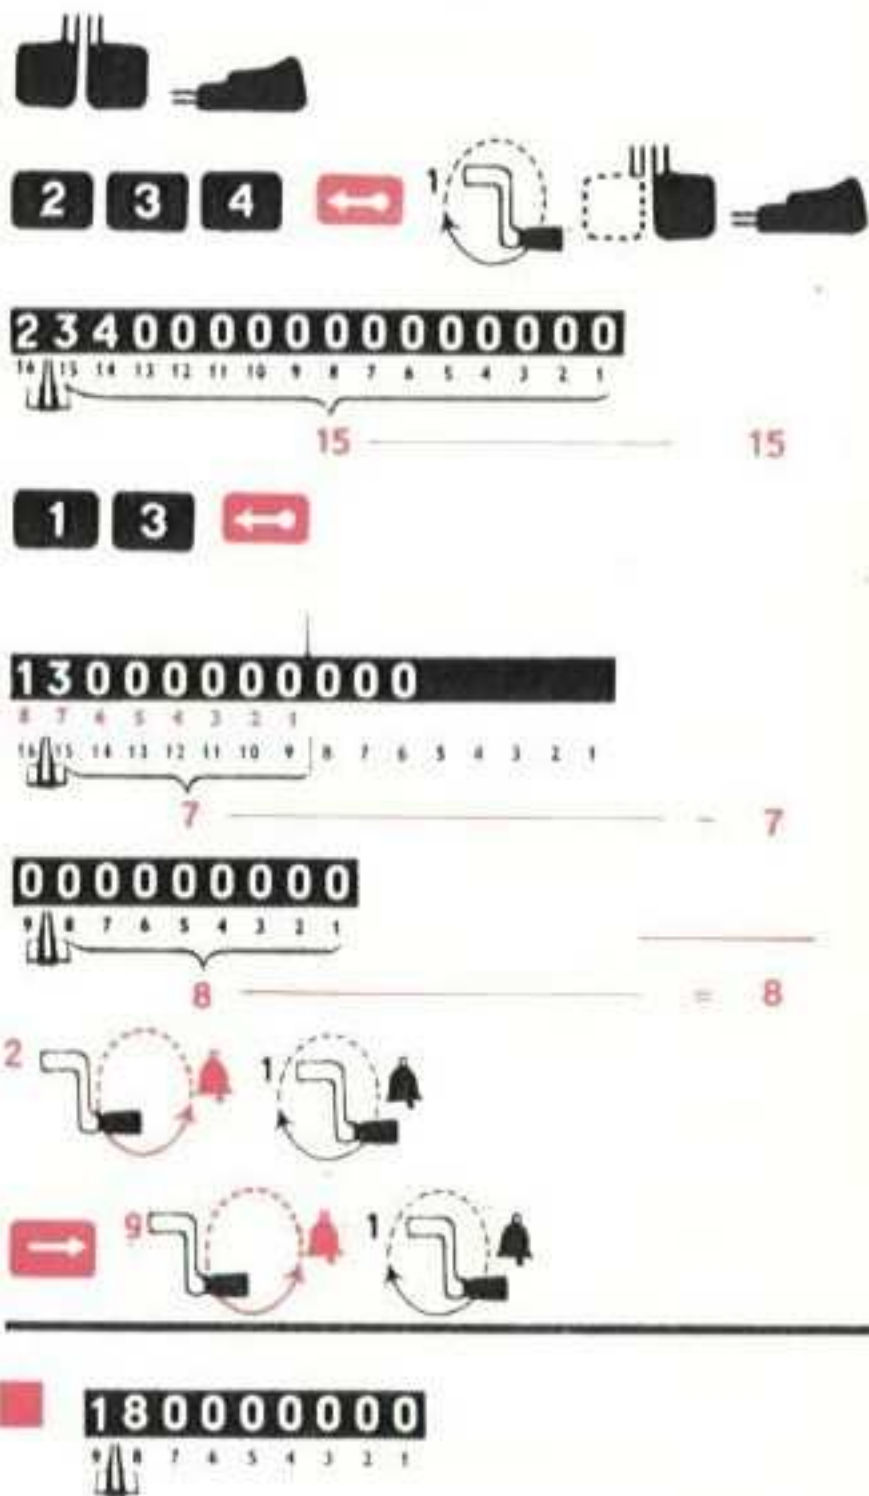 2 3 4 1
2340000000000000
16 15 14 13 12 11 10 9 8 7 6 5 4 3 2 1
15 15
1 3
13000000000
8 7 6 5 4 3 2 1
16 15 14 13 12 11 10 9 8 7 6 5 4 3 2 1
7 – 7
000000000
9 8 7 6 5 4 3 2 1
8 = 8
2 1
9 1
180000000
9 8 7 6 5 4 3 2 1